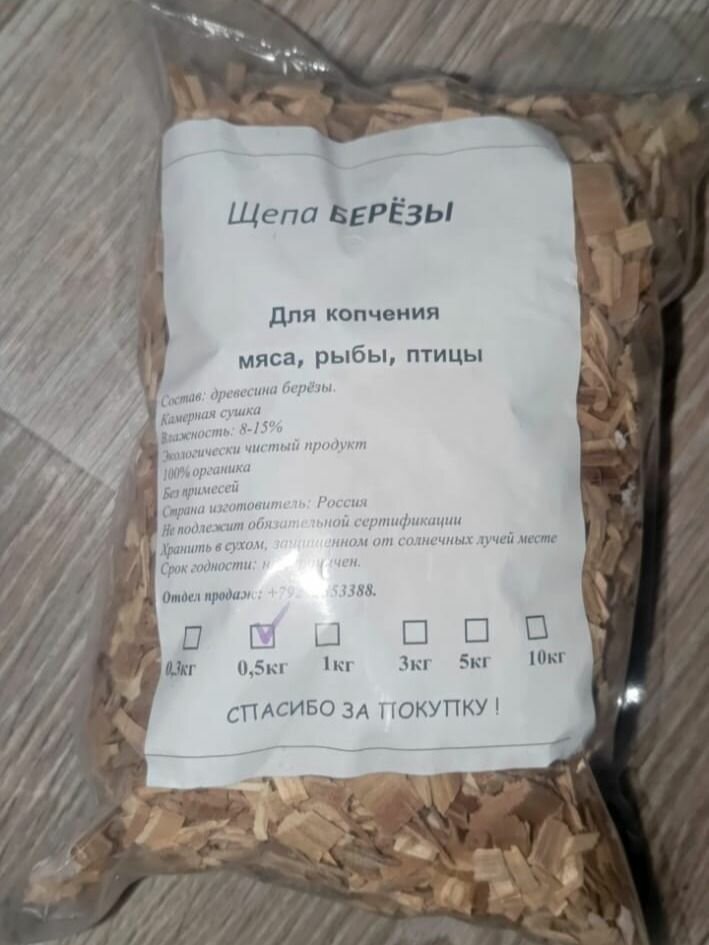 Щепа БЕРЁЗЫ
Для копчения
мяса, рыбы, птицы
Состав: древесина берёзы.
Камерная сушка
Влажность: 8-15%
Экологически чистый продукт
100% органика
Без примесей
Страна изготовитель: Россия
Не подлежит обязательной сертификации
Хранить в сухом, защищенном от солнечных лучей месте
Срок годности:
Отдел продаж:
0,3кг 0,5кг 1кг 3кг 5кг 10кг
СПАСИБО ЗА ПОКУПКУ !